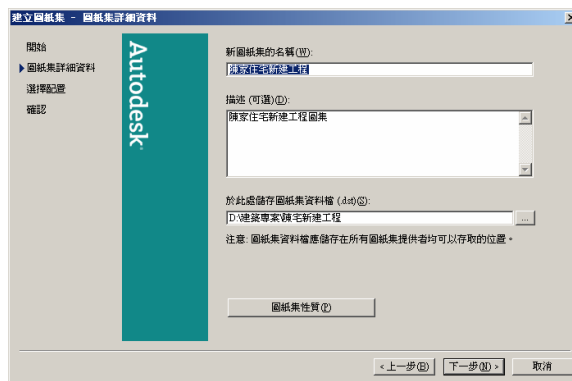 建立圖紙集 - 圖紙集詳細資料
開始
圖紙集詳細資料
選擇配置
確認
Autodesk
新圖紙集的名稱(W):
陳家住宅新建工程
描述 (可選)(D):
陳家住宅新建工程圖集
於此處儲存圖紙集資料檔 (.dst)(S):
D:\建築專案\陳宅新建工程
...
注意: 圖紙集資料檔應儲存在所有圖紙集提供者均可以存取的位置。
圖紙集性質(P)
<上一步(B)
下一步(N)>
取消